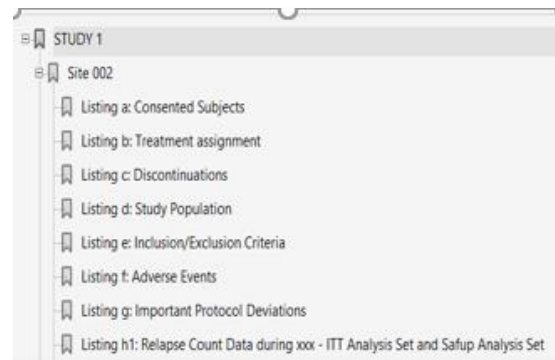 STUDY 1
Site 002
Listing a: Consented Subjects
Listing b: Treatment assignment
Listing c: Discontinuations
Listing d: Study Population
Listing e: Inclusion/Exclusion Criteria
Listing f: Adverse Events
Listing g: Important Protocol Deviations
Listing h1: Relapse Count Data during xxx - ITT Analysis Set and Safup Analysis Set